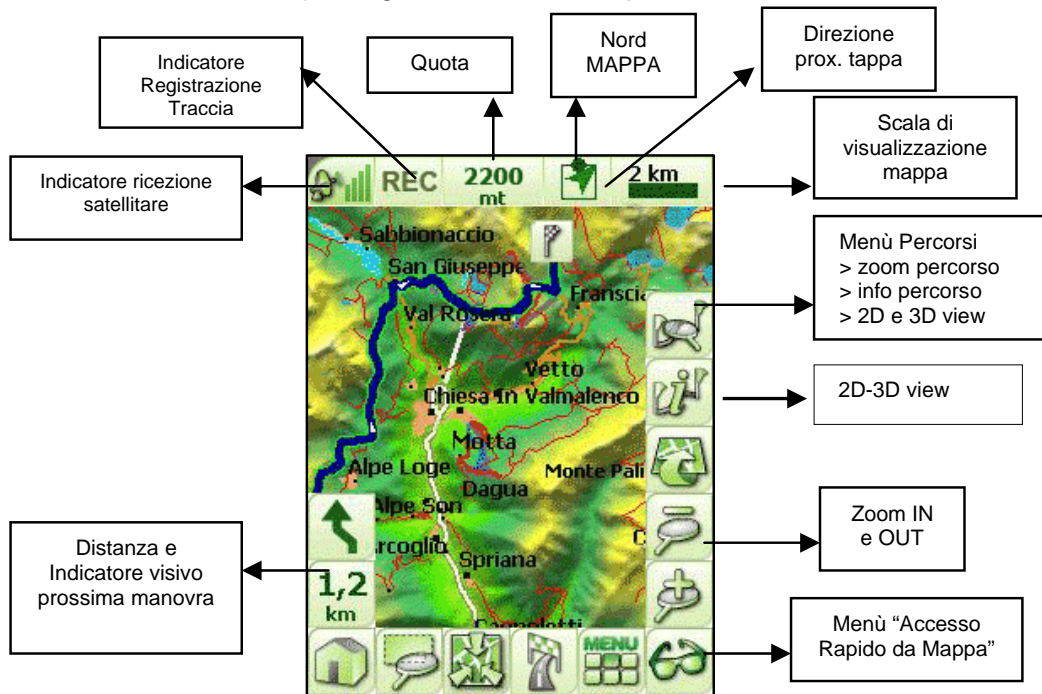 Indicatore
Registrazione
Traccia
Quota
Nord
MAPPA
Direzione
prox. tappa
Scala di
visualizzazione
mappa
Indicatore ricezione
satellitare
REC
2200
mt
2 km
Menù Percorsi
> zoom percorso
> info percorso
> 2D e 3D view
Sabbionaccio
San Giuseppe
Franscia
Val Rosera
Vetto
Chiesa In Valmalenco
2D-3D view
Motta
Alpe Loge
Monte Pali
Dagua
Alpe Son
Arcoglio
Spriana
Distanza e
Indicatore visivo
prossima manovra
1,2
km
Zoom IN
e OUT
MENU
Menù “Accesso
Rapido da Mappa”